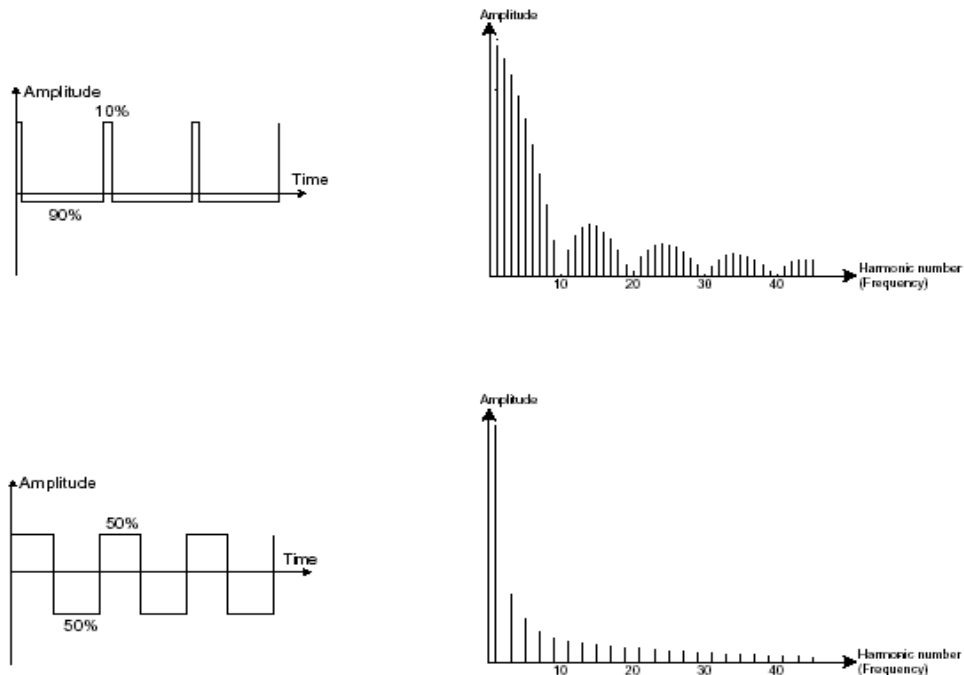 Amplitude
10%
Time
90%
Amplitude
10
20
30
40
Harmonic number
(Frequency)
Amplitude
50%
Time
50%
Amplitude
10
20
30
40
Harmonic number
(Frequency)